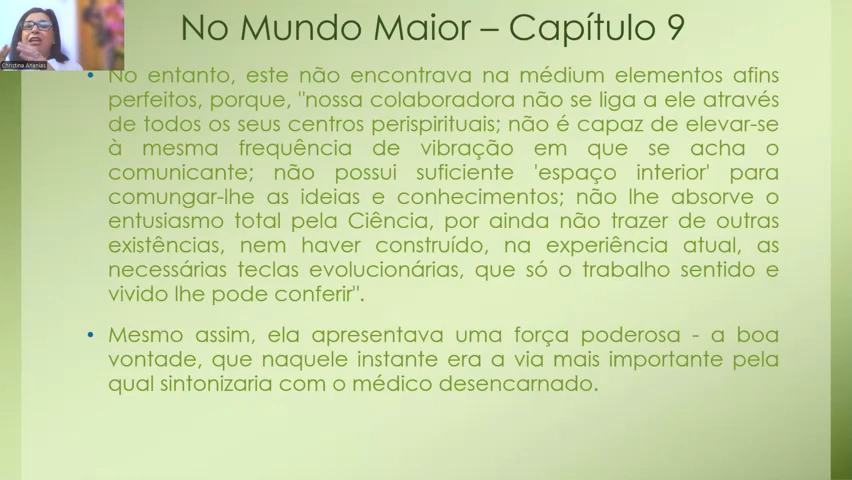 No Mundo Maior – Capítulo 9
Christina Ananias
• No entanto, este não encontrava na médium elementos afins
perfeitos, porque, "nossa colaboradora não se liga a ele através
de todos os seus centros perispirituais; não é capaz de elevar-se
à mesma frequência de vibração em que se acha o
comunicante; não possui suficiente 'espaço interior' para
comungar-lhe as ideias e conhecimentos; não lhe absorve o
entusiasmo total pela Ciência, por ainda não trazer de outras
existências, nem haver construído, na experiência atual, as
necessárias teclas evolucionárias, que só o trabalho sentido e
vivido lhe pode conferir".
• Mesmo assim, ela apresentava uma força poderosa - a boa
vontade, que naquele instante era a via mais importante pela
qual sintonizaria com o médico desencarnado.